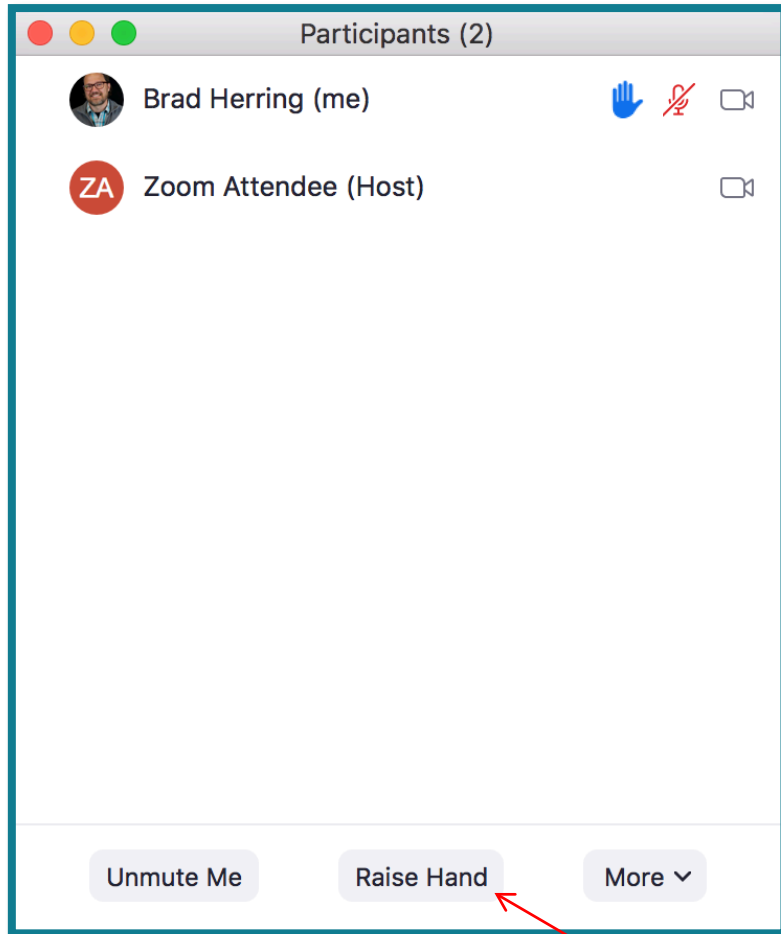 Participants (2)
Brad Herring (me)
ZA Zoom Attendee (Host)
Unmute Me Raise Hand More